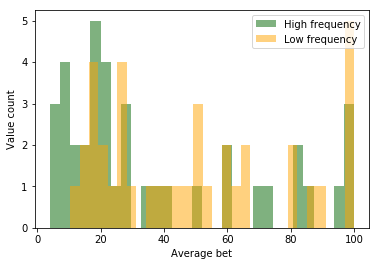 High frequency
Low frequency
5
4
3
2
1
0
Value count
0 20 40 60 80 100
Average bet